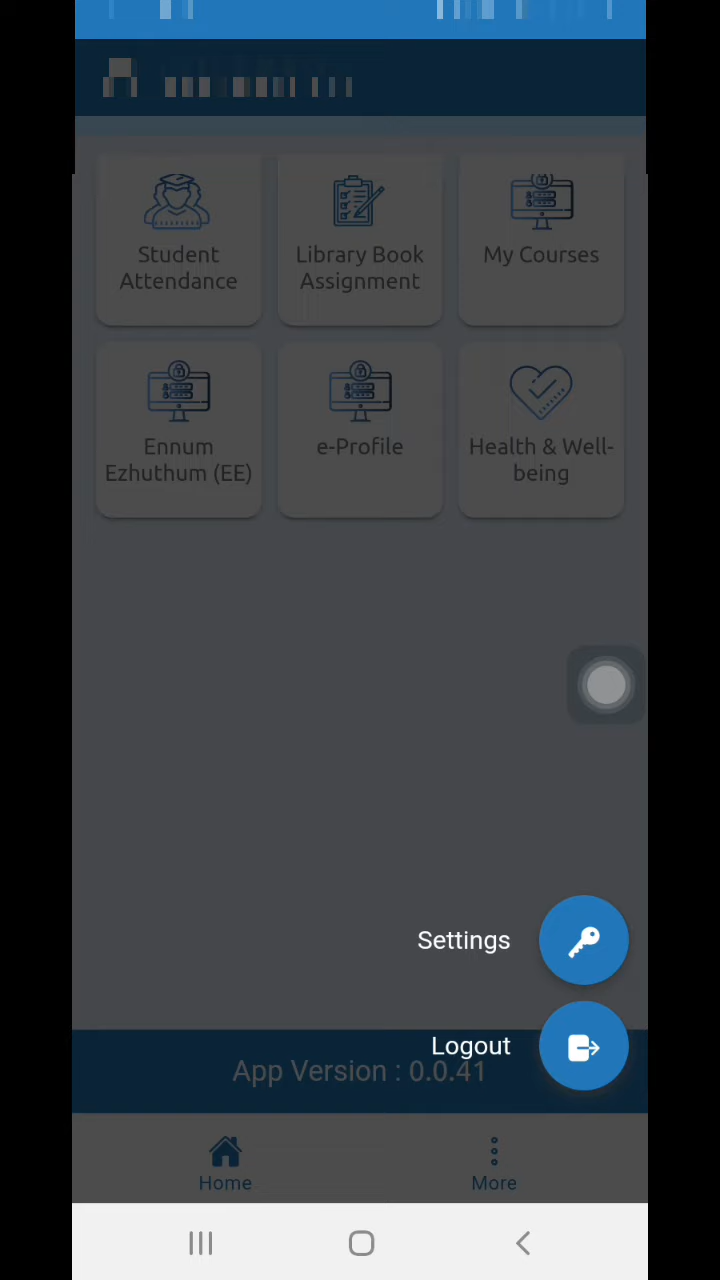 Student
Attendance
Library Book
Assignment
My Courses
Ennum
Ezhuthum (EE)
e-Profile
Health & Well-
being
Settings
Logout
App Version : 0.0.41
Home
More